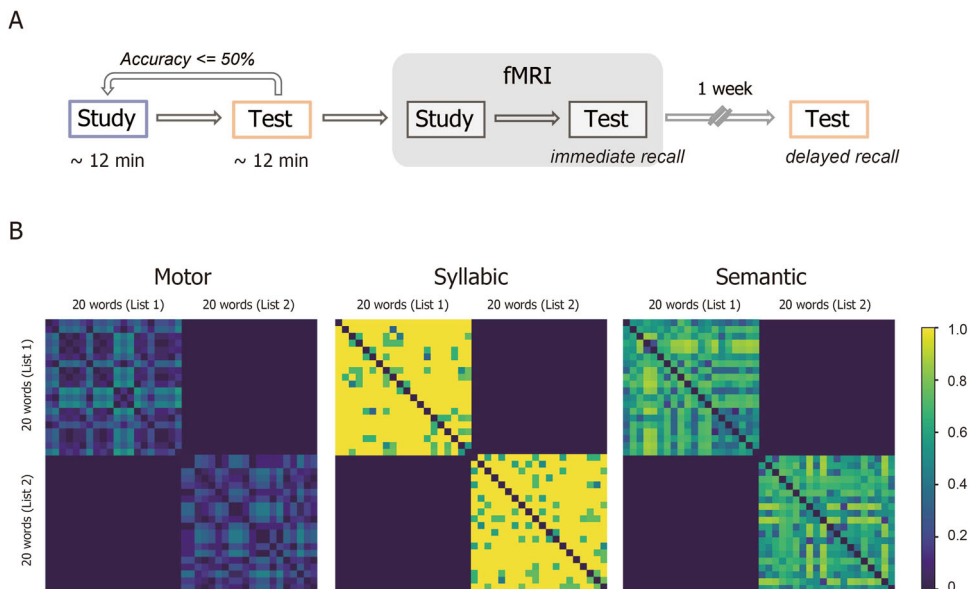 A
Accuracy <= 50%
fMRI
1 week
Study
Test
Study
Test
Test
~ 12 min
~ 12 min
immediate recall
delayed recall
B
Motor
Syllabic
Semantic
20 words (List 1)
20 words (List 2)
20 words (List 1)
20 words (List 2)
20 words (List 1)
20 words (List 2)
20 words (List 1)
20 words (List 2)
1.0
0.8
0.6
0.4
0.2
0